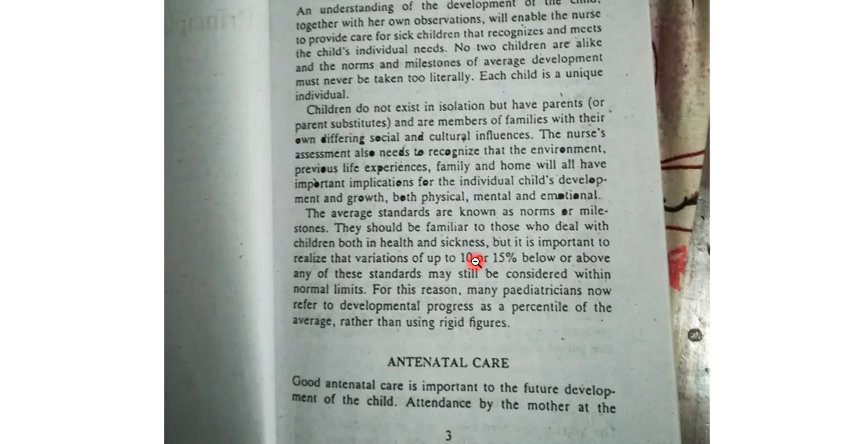 An understanding of the development of the child,
together with her own observations, will enable the nurse
to provide care for sick children that recognizes and meets
the child's individual needs. No two children are alike
and the norms and milestones of average development
must never be taken too literally. Each child is a unique
individual.
Children do not exist in isolation but have parents (or
parent substitutes) and are members of families with their
own differing social and cultural influences. The nurse's
assessment also needs to recognize that the environment,
previous life experiences, family and home will all have
important implications for the individual child's develop-
ment and growth, both physical, mental and emotional.
The average standards are known as norms or mile-
stones. They should be familiar to those who deal with
children both in health and sickness, but it is important to
realize that variations of up to 10 or 15% below or above
any of these standards may still be considered within
normal limits. For this reason, many paediatricians now
refer to developmental progress as a percentile of the
average, rather than using rigid figures.
ANTENATAL CARE
Good antenatal care is important to the future develop-
ment of the child. Attendance by the mother at the
3